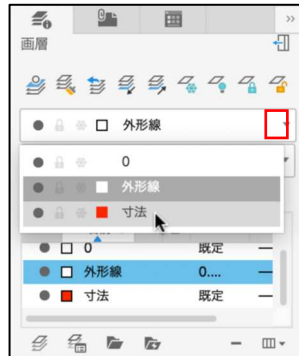 画層
外形線
0
外形線
寸法
0 既定 —
外形線 0.... —
寸法 既定 —